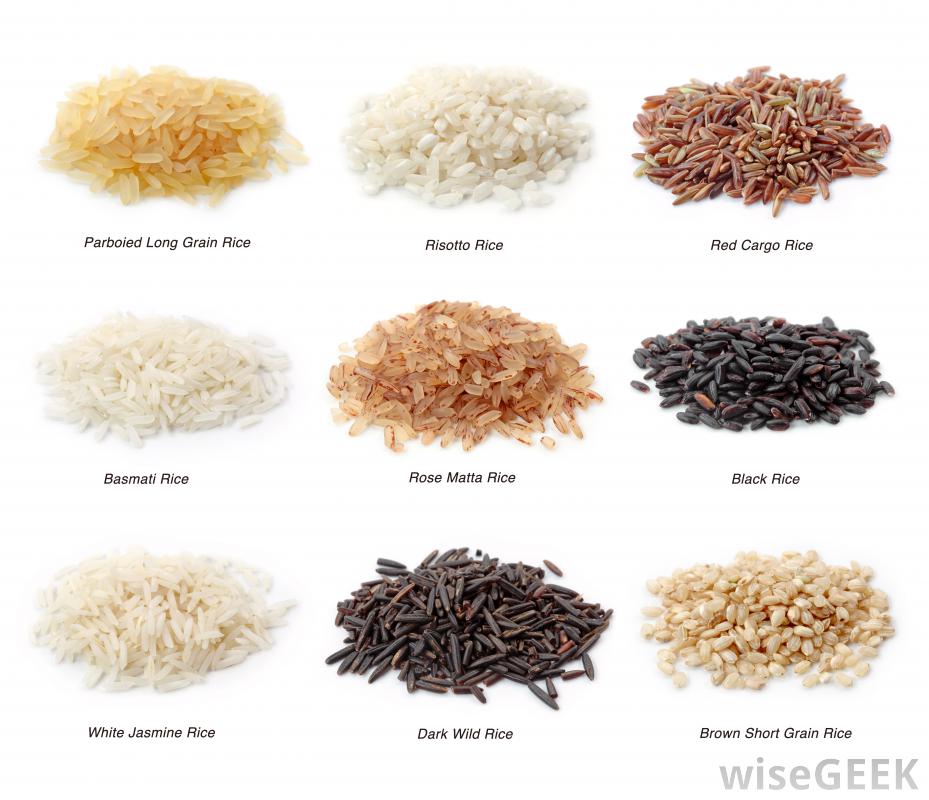 Parboied Long Grain Rice
Risotto Rice
Red Cargo Rice
Basmati Rice
Rose Matta Rice
Black Rice
White Jasmine Rice
Dark Wild Rice
Brown Short Grain Rice
wiseGEEK